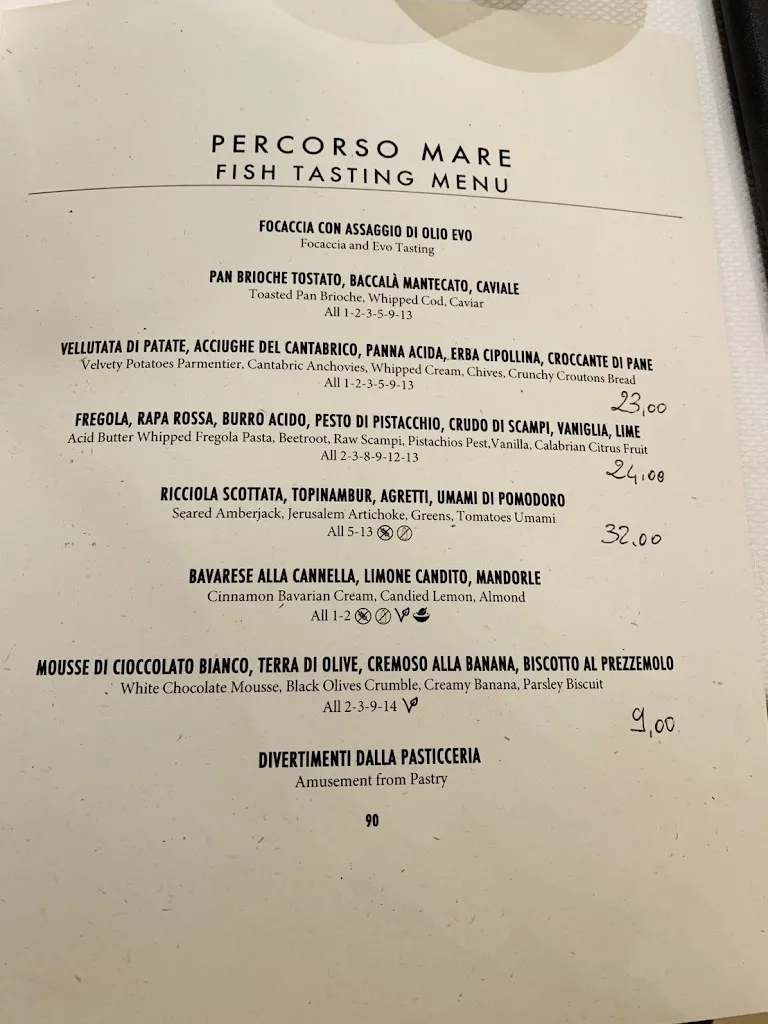 PERCORSO MARE
FISH TASTING MENU
FOCACCIA CON ASSAGGIO DI OLIO EVO
Focaccia and Evo Tasting
PAN BRIOCHE TOSTATO, BACCALÀ MANTECATO, CAVIALE
Toasted Pan Brioche, Whipped Cod, Caviar
All 1-2-3-5-9-13
VELLUTATA DI PATATE, ACCIUGHE DEL CANTABRICO, PANNA ACIDA, ERBA CIPOLLINA, CROCCANTE DI PANE
Velvety Potatoes Parmentier, Cantabric Anchovies, Whipped Cream, Chives, Crunchy Croutons Bread
All 1-2-3-5-9-13
23,00
FREGOLA, RAPA ROSSA, BURRO ACIDO, PESTO DI PISTACCHIO, CRUDO DI SCAMPI, VANIGLIA, LIME
Acid Butter Whipped Fregola Pasta, Beetroot, Raw Scampi, Pistachios Pest,Vanilla, Calabrian Citrus Fruit
All 2-3-8-9-12-13
24,00
RICCIOLA SCOTTATA, TOPINAMBUR, AGRETTI, UMAMI DI POMODORO
Seared Amberjack, Jerusalem Artichoke, Greens, Tomatoes Umami
All 5-13
32,00
BAVARESE ALLA CANNELLA, LIMONE CANDITO, MANDORLE
Cinnamon Bavarian Cream, Candied Lemon, Almond
All 1-2
MOUSSE DI CIOCCOLATO BIANCO, TERRA DI OLIVE, CREMOSO ALLA BANANA, BISCOTTO AL PREZZEMOLO
White Chocolate Mousse, Black Olives Crumble, Creamy Banana, Parsley Biscuit
All 2-3-9-14
9,00
DIVERTIMENTI DALLA PASTICCERIA
Amusement from Pastry
90